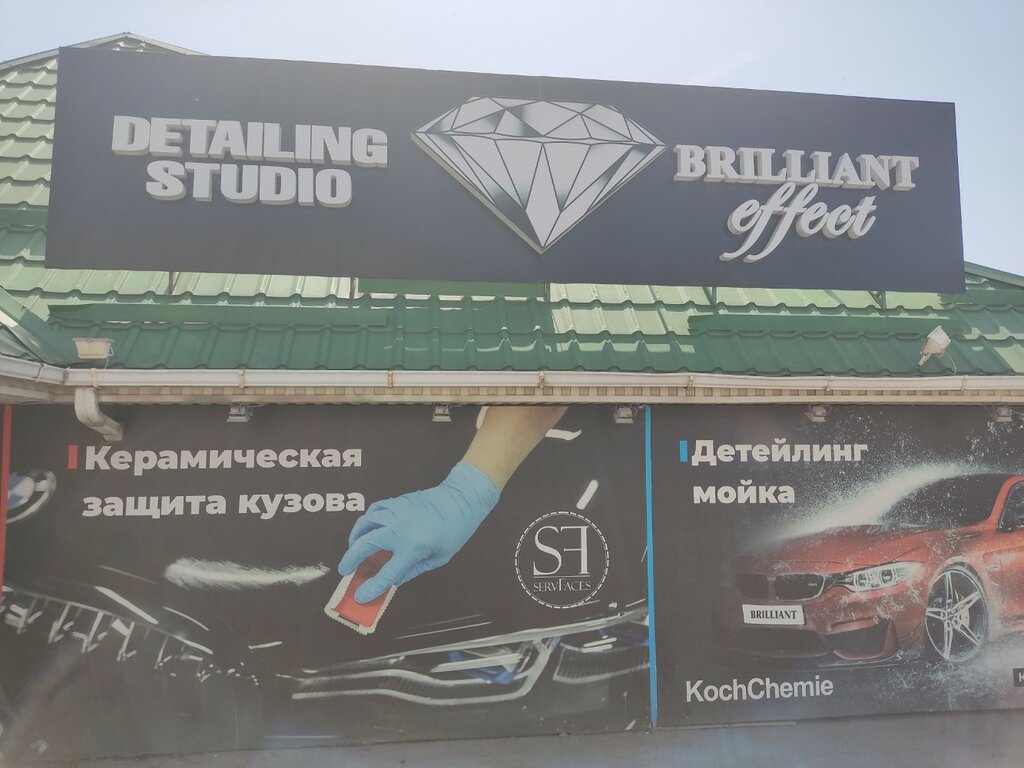 DETAILING
STUDIO
BRILLIANT
effect
Керамическая
защита кузова
SF
SERVFACES
Детейлинг
мойка
BRILLIANT
KochChemie
K